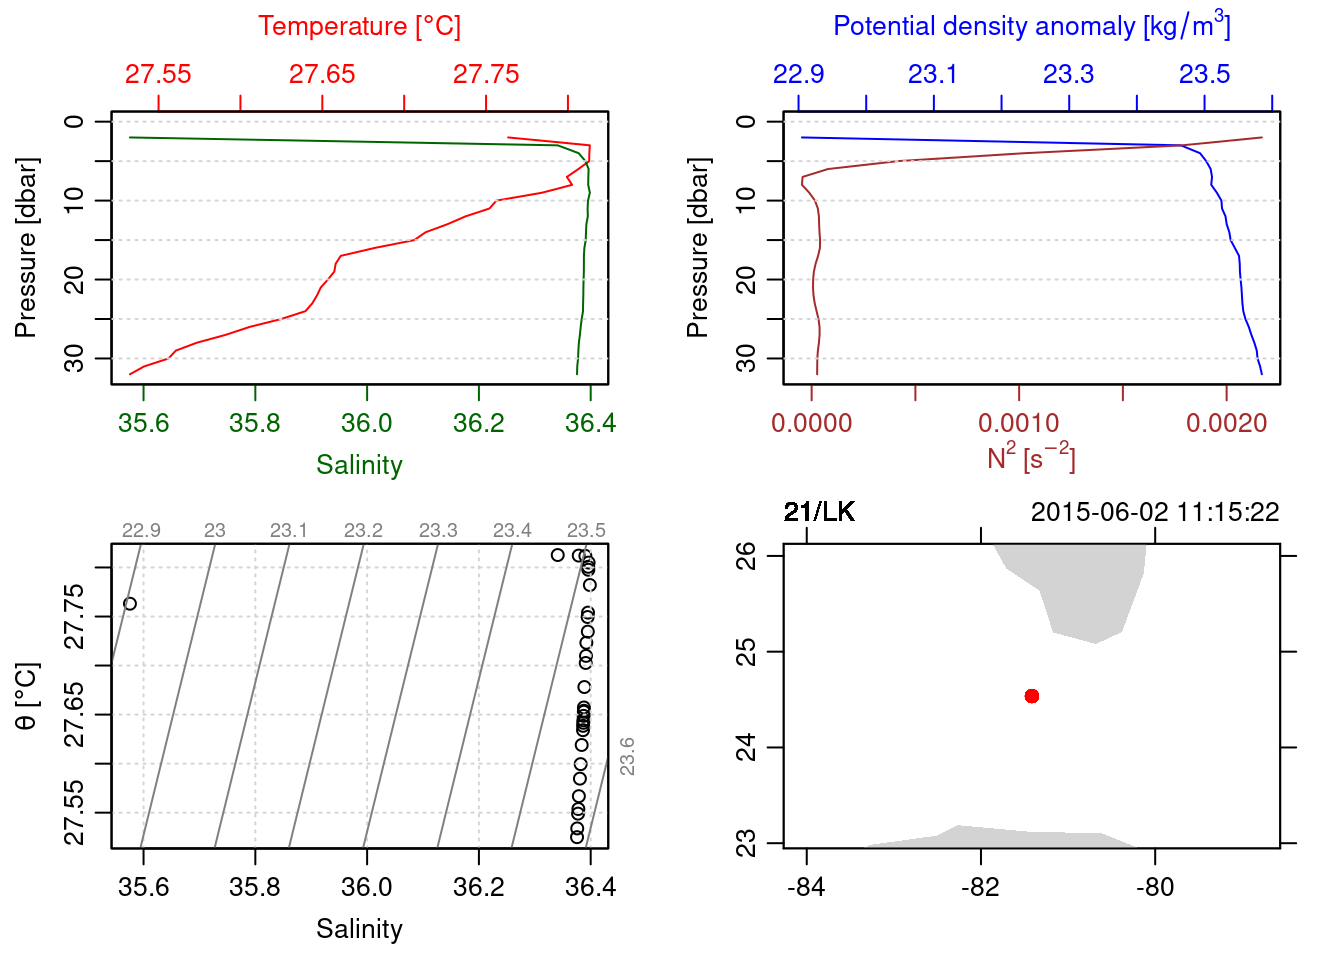 Temperature [°C]
27.55 27.65 27.75
Pressure [dbar]
0
10
20
30
35.6 35.8 36.0 36.2 36.4
Salinity
Potential density anomaly [kg/m³]
22.9 23.1 23.3 23.5
Pressure [dbar]
0
10
20
30
0.0000 0.0010 0.0020
N² [s⁻²]
22.9 23 23.1 23.2 23.3 23.4 23.5
23.6
θ [°C]
27.75
27.65
27.55
35.6 35.8 36.0 36.2 36.4
Salinity
21/LK 2015-06-02 11:15:22
26
25
24
23
-84 -82 -80